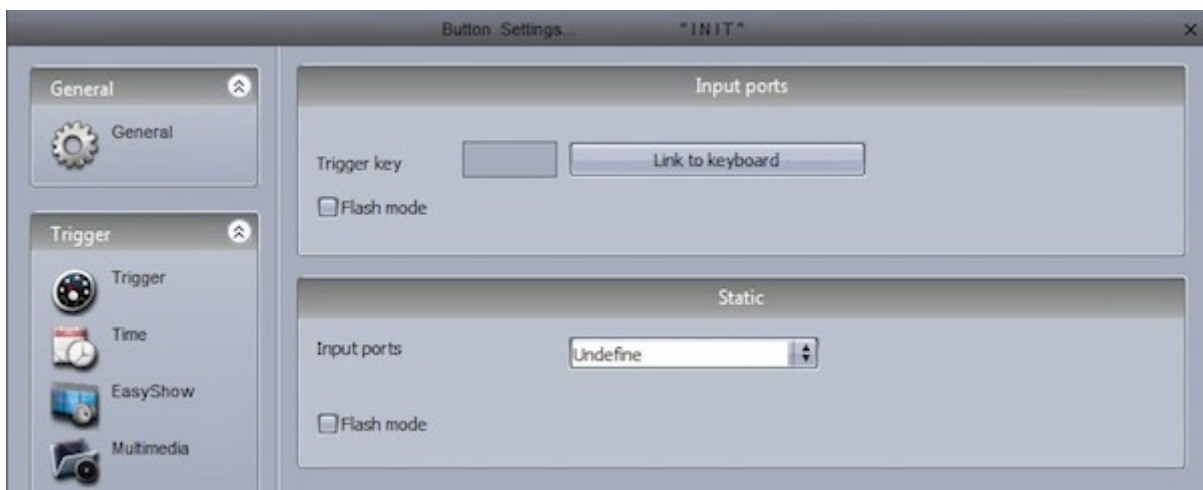 Button Settings... "INIT"
General
General
Trigger
Trigger
Time
EasyShow
Multimedia
Input ports
Trigger key
Link to keyboard
Flash mode
Static
Input ports
Undefine
Flash mode